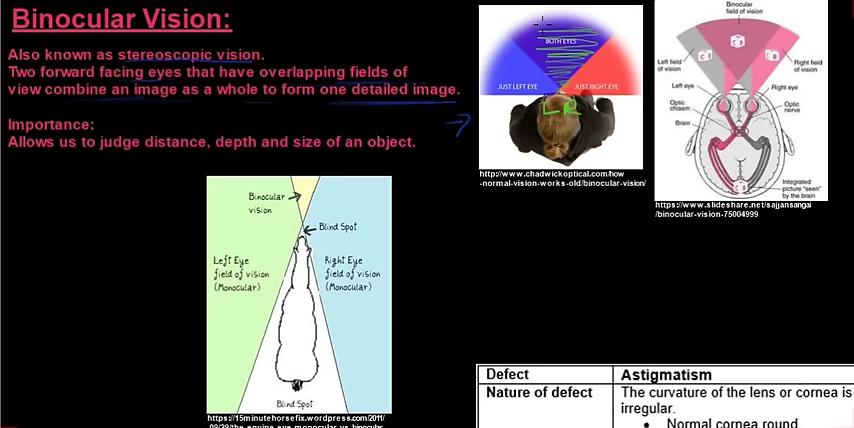 Binocular Vision:
Also known as stereoscopic vision.
Two forward facing eyes that have overlapping fields of
view combine an image as a whole to form one detailed image.
Importance:
Allows us to judge distance, depth and size of an object.
BOTH EYES
JUST LEFT EYE
JUST RIGHT EYE
L R
http://www.chadwickoptical.com/how
-normal-vision-works-old/binocular-vision/
Binocular
field of vision
Left field
of vision
Right field
of vision
Left eye
Right eye
Optic
chiasm
Optic
nerve
Brain
Integrated
picture "seen"
by the brain
https://www.slideshare.net/sajjansangai
/binocular-vision-75004999
Binocular
vision
Blind Spot
Left Eye
field of vision
(Monocular)
Right Eye
field of vision
(Monocular)
Blind Spot
https://15minutehorsefix.wordpress.com/2011/
Defect
Astigmatism
Nature of defect
The curvature of the lens or cornea is
irregular.
• Normal cornea round.